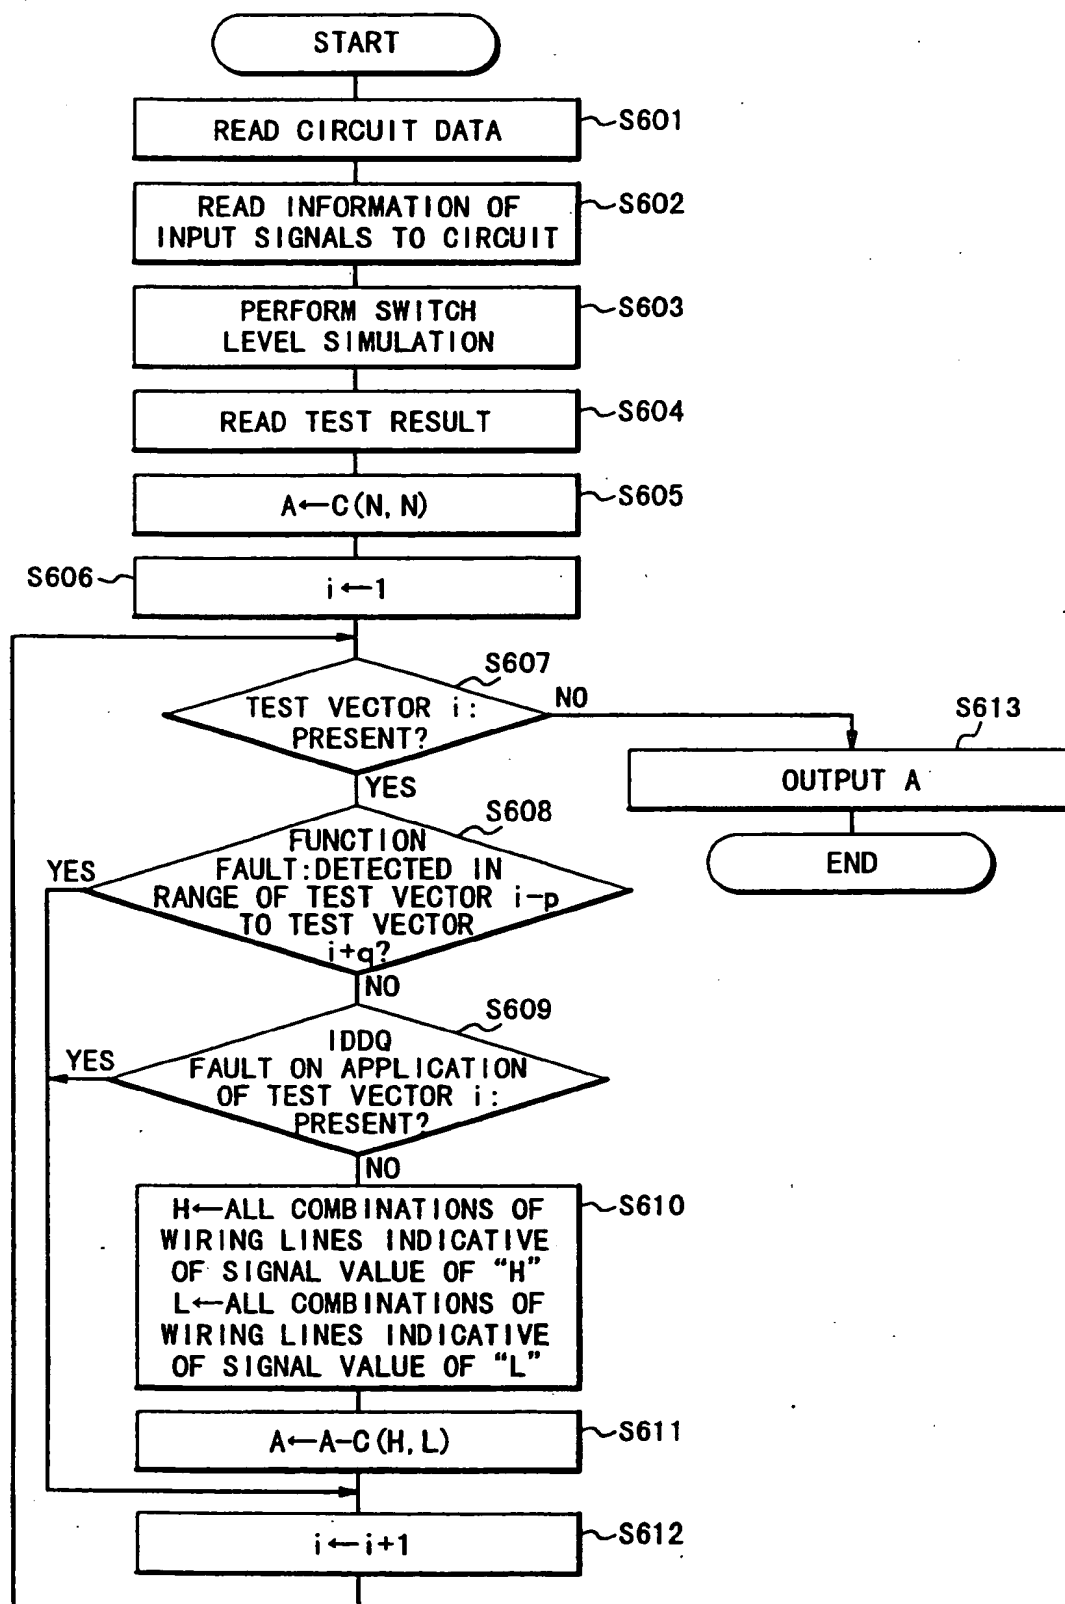 START
READ CIRCUIT DATA
S601
READ INFORMATION OF
INPUT SIGNALS TO CIRCUIT
S602
PERFORM SWITCH
LEVEL SIMULATION
S603
READ TEST RESULT
S604
A←C(N,N)
S605
S606
i←1
S607
TEST VECTOR i:
PRESENT?
NO
YES
S613
OUTPUT A
END
S608
FUNCTION
FAULT:DETECTED IN
RANGE OF TEST VECTOR i-p
TO TEST VECTOR
i+q?
YES
NO
S609
IDDQ
FAULT ON APPLICATION
OF TEST VECTOR i:
PRESENT?
YES
NO
H←ALL COMBINATIONS OF
WIRING LINES INDICATIVE
OF SIGNAL VALUE OF "H"
L←ALL COMBINATIONS OF
WIRING LINES INDICATIVE
OF SIGNAL VALUE OF "L"
S610
A←A-C(H,L)
S611
i←i+1
S612